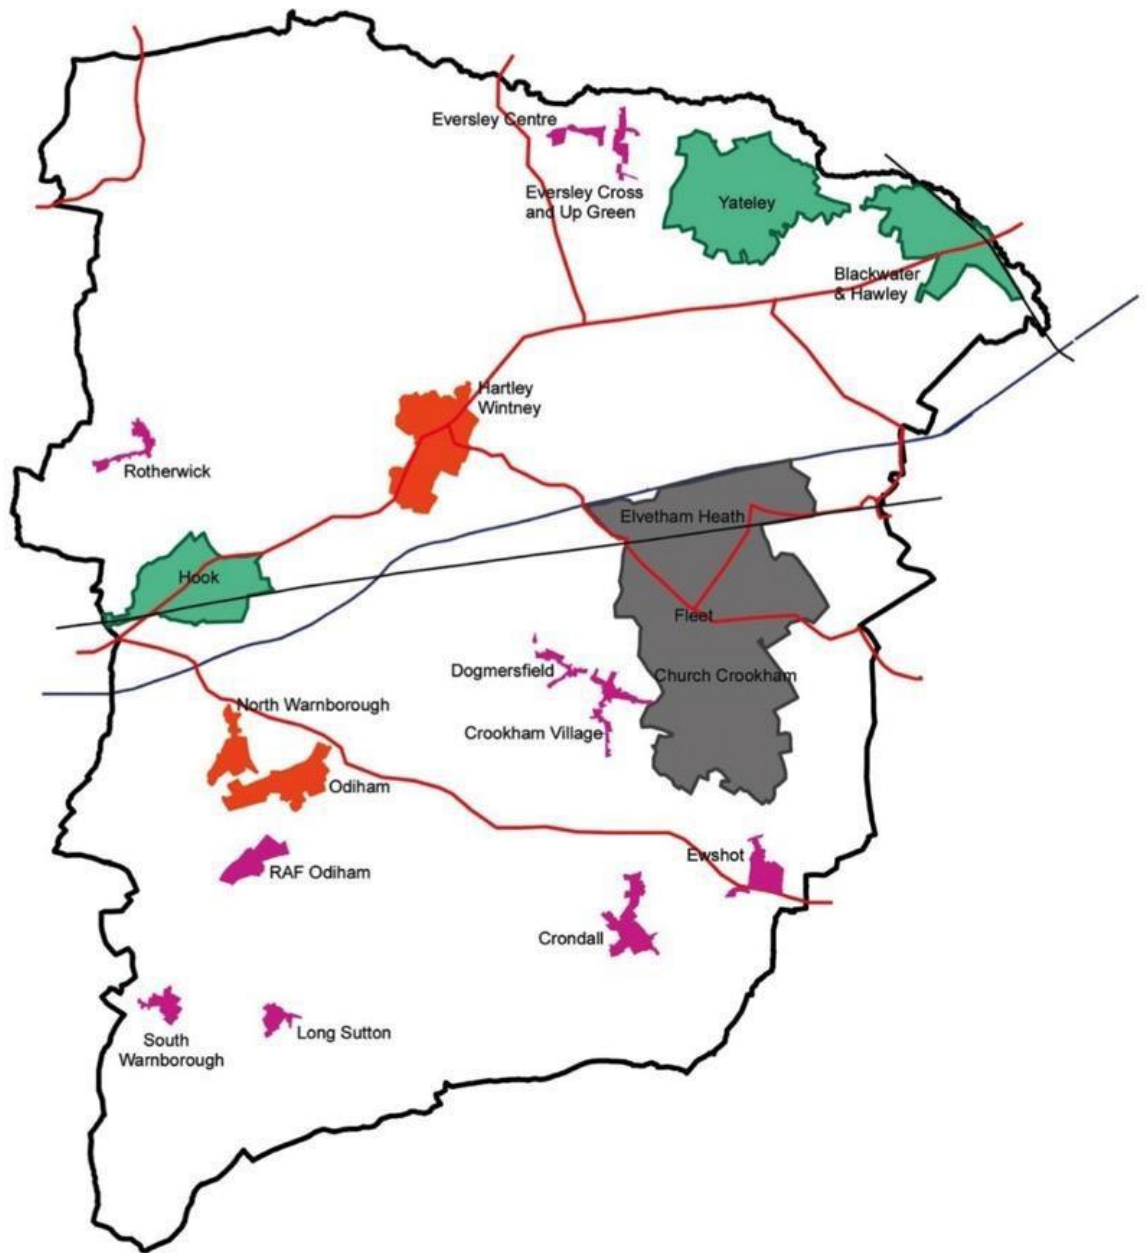 Eversley Centre
Eversley Cross
and Up Green
Yateley
Blackwater
& Hawley
Hartley
Wintney
Rotherwick
Elvetham Heath
Hook
Fleet
Dogmersfield
Church Crookham
North Warnborough
Crookham Village
Odiham
Ewshot
RAF Odiham
Crondall
South
Warnborough
Long Sutton